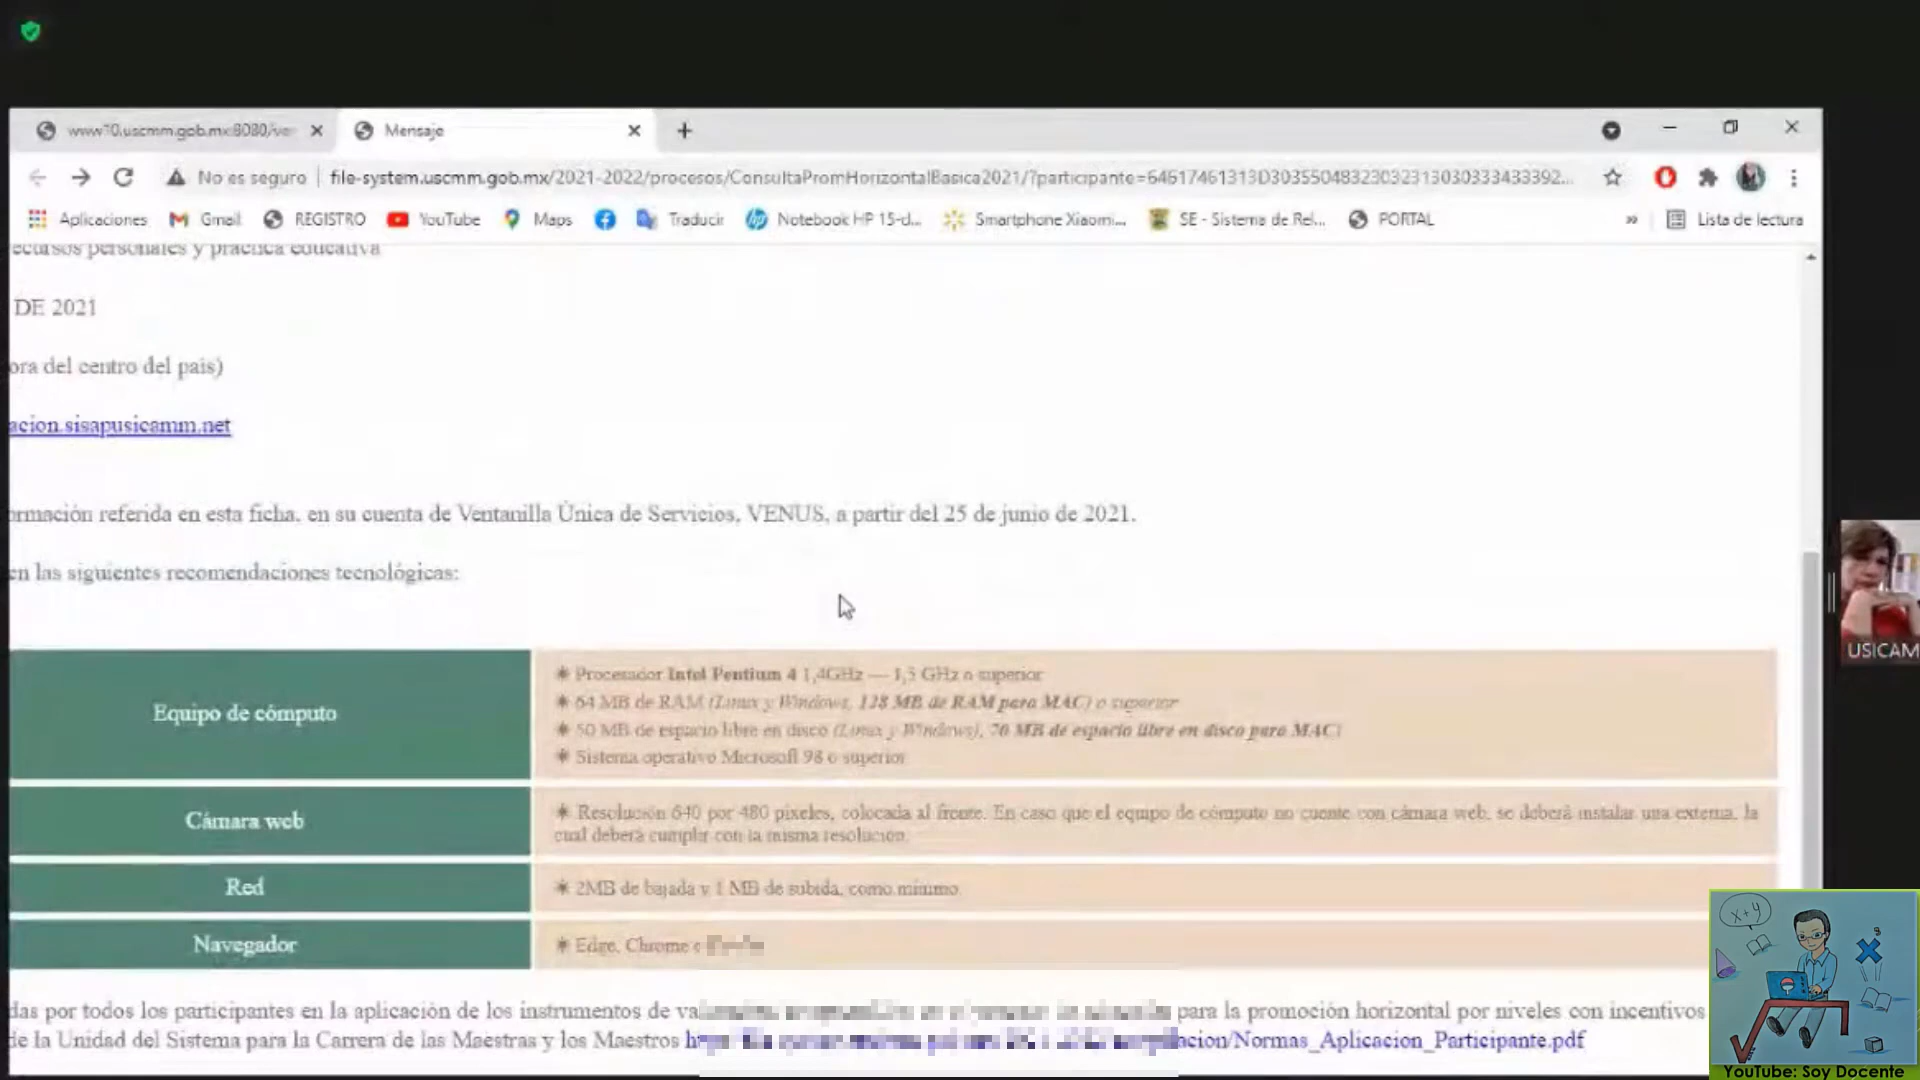 www10.uscmm.gob.mx:8080/ve
Mensaje
No es seguro
file-system.uscmm.gob.mx/2021-2022/procesos/ConsultaPromHorizontalBasica2021/?participante=64617461313D3035504832303231303033343339 2...
Aplicaciones
Gmail
REGISTRO
YouTube
Maps
Traducir
Notebook HP 15-d...
Smartphone Xiaomi...
SE - Sistema de Rel...
PORTAL
»
Lista de lectura
ecursos personales y práctica educativa
DE 2021
ora del centro del país)
acion.sisapusicamm.net
ormación referida en esta ficha, en su cuenta de Ventanilla Única de Servicios, VENUS, a partir del 25 de junio de 2021.
en las siguientes recomendaciones tecnológicas:
Equipo de cómputo
✷ Procesador Intel Pentium 4 1,4GHz — 1,5 GHz o superior
✷ 64 MB de RAM (Linux y Windows, 128 MB de RAM para MAC) o superior
✷ 50 MB de espacio libre en disco (Linux y Windows), 70 MB de espacio libre en disco para MAC)
✷ Sistema operativo Microsoft 98 o superior
Cámara web
✷ Resolución 640 por 480 pixeles, colocada al frente. En caso que el equipo de cómputo no cuente con cámara web, se deberá instalar una externa, la
cual deberá cumplir con la misma resolución.
Red
✷ 2MB de bajada y 1 MB de subida, como mínimo.
Navegador
✷ Edge, Chrome o
das por todos los participantes en la aplicación de los instrumentos de va para la promoción horizontal por niveles con incentivos
de la Unidad del Sistema para la Carrera de las Maestras y los Maestros acion/Normas_Aplicacion_Participante.pdf
USICAM
x+y
YouTube: Soy Docente